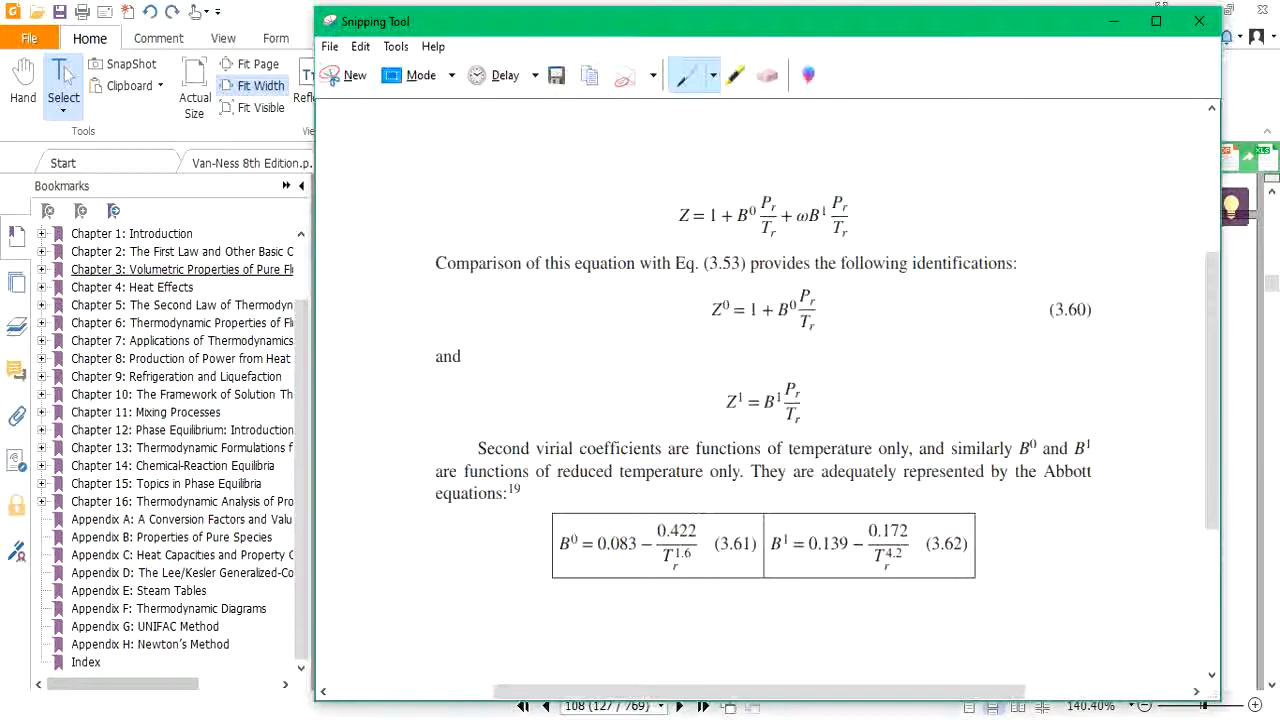 File
Home
Comment
View
Form
Hand
Select
SnapShot
Clipboard
Tools
Actual
Size
Fit Page
Fit Width
Fit Visible
Start
Van-Ness 8th Edition.p.
Bookmarks
Chapter 1: Introduction
Chapter 2: The First Law and Other Basic C
Chapter 3: Volumetric Properties of Pure Fl
Chapter 4: Heat Effects
Chapter 5: The Second Law of Thermodyn
Chapter 6: Thermodynamic Properties of Fl
Chapter 7: Applications of Thermodynamics
Chapter 8: Production of Power from Heat
Chapter 9: Refrigeration and Liquefaction
Chapter 10: The Framework of Solution Th
Chapter 11: Mixing Processes
Chapter 12: Phase Equilibrium: Introduction
Chapter 13: Thermodynamic Formulations f
Chapter 14: Chemical-Reaction Equilibria
Chapter 15: Topics in Phase Equilibria
Chapter 16: Thermodynamic Analysis of Pro
Appendix A: A Conversion Factors and Valu
Appendix B: Properties of Pure Species
Appendix C: Heat Capacities and Property C
Appendix D: The Lee/Kesler Generalized-Co
Appendix E: Steam Tables
Appendix F: Thermodynamic Diagrams
Appendix G: UNIFAC Method
Appendix H: Newton's Method
Index
Snipping Tool
File Edit Tools Help
New Mode Delay
Z = 1 + B⁰ Pᵣ/Tᵣ + ωB¹ Pᵣ/Tᵣ
Comparison of this equation with Eq. (3.53) provides the following identifications:
Z⁰ = 1 + B⁰ Pᵣ/Tᵣ (3.60)
and
Z¹ = B¹ Pᵣ/Tᵣ
Second virial coefficients are functions of temperature only, and similarly B⁰ and B¹
are functions of reduced temperature only. They are adequately represented by the Abbott
equations:¹⁹
B⁰ = 0.083 − 0.422/Tᵣ^1.6 (3.61) B¹ = 0.139 − 0.172/Tᵣ^4.2 (3.62)
108 (127 / 769)
140.40%